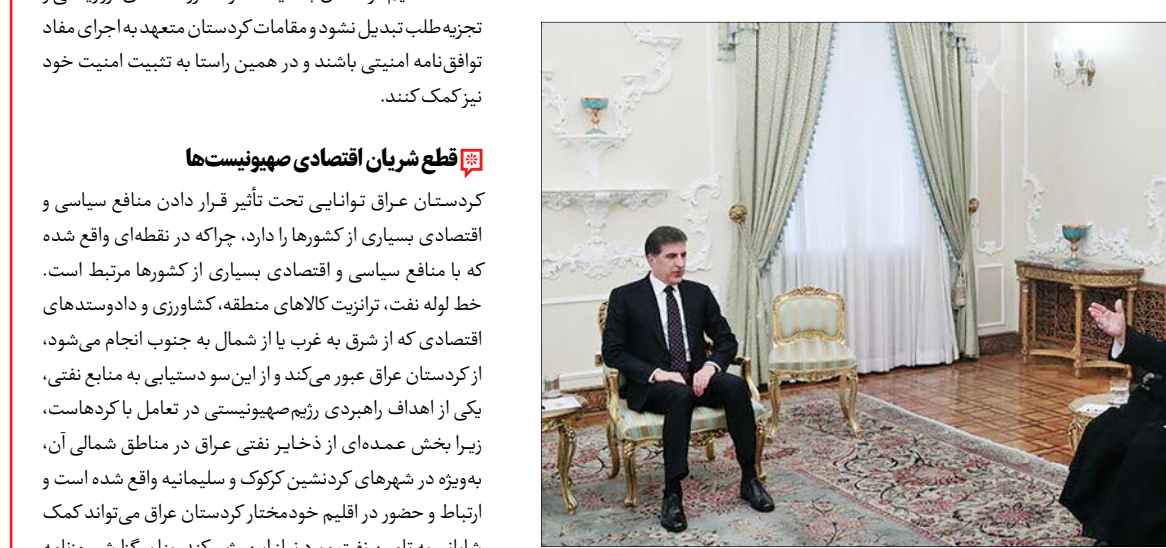 تجزیه‌طلب تبدیل نشود و مقامات کردستان متعهد به اجرای مفاد
توافق‌نامه امنیتی باشند و در همین راستا به تثبیت امنیت خود
نیز کمک کنند.
قطع شریان اقتصادی صهیونیست‌ها
کردستان عراق توانایی تحت تأثیر قرار دادن منافع سیاسی و
اقتصادی بسیاری از کشورها را دارد، چراکه در نقطه‌ای واقع شده
که با منافع سیاسی و اقتصادی بسیاری از کشورها مرتبط است.
خط لوله نفت، ترانزیت کالاهای منطقه، کشاورزی و دادوستدهای
اقتصادی که از شرق به غرب یا از شمال به جنوب انجام می‌شود،
از کردستان عراق عبور می‌کند و از این‌سو دستیابی به منابع نفتی،
یکی از اهداف راهبردی رژیم‌صهیونیستی در تعامل با کردهاست،
زیرا بخش عمده‌ای از ذخایر نفتی عراق در مناطق شمالی آن،
به‌ویژه در شهرهای کردنشین کرکوک و سلیمانیه واقع شده است و
ارتباط و حضور در اقلیم خودمختار کردستان عراق می‌تواند کمک